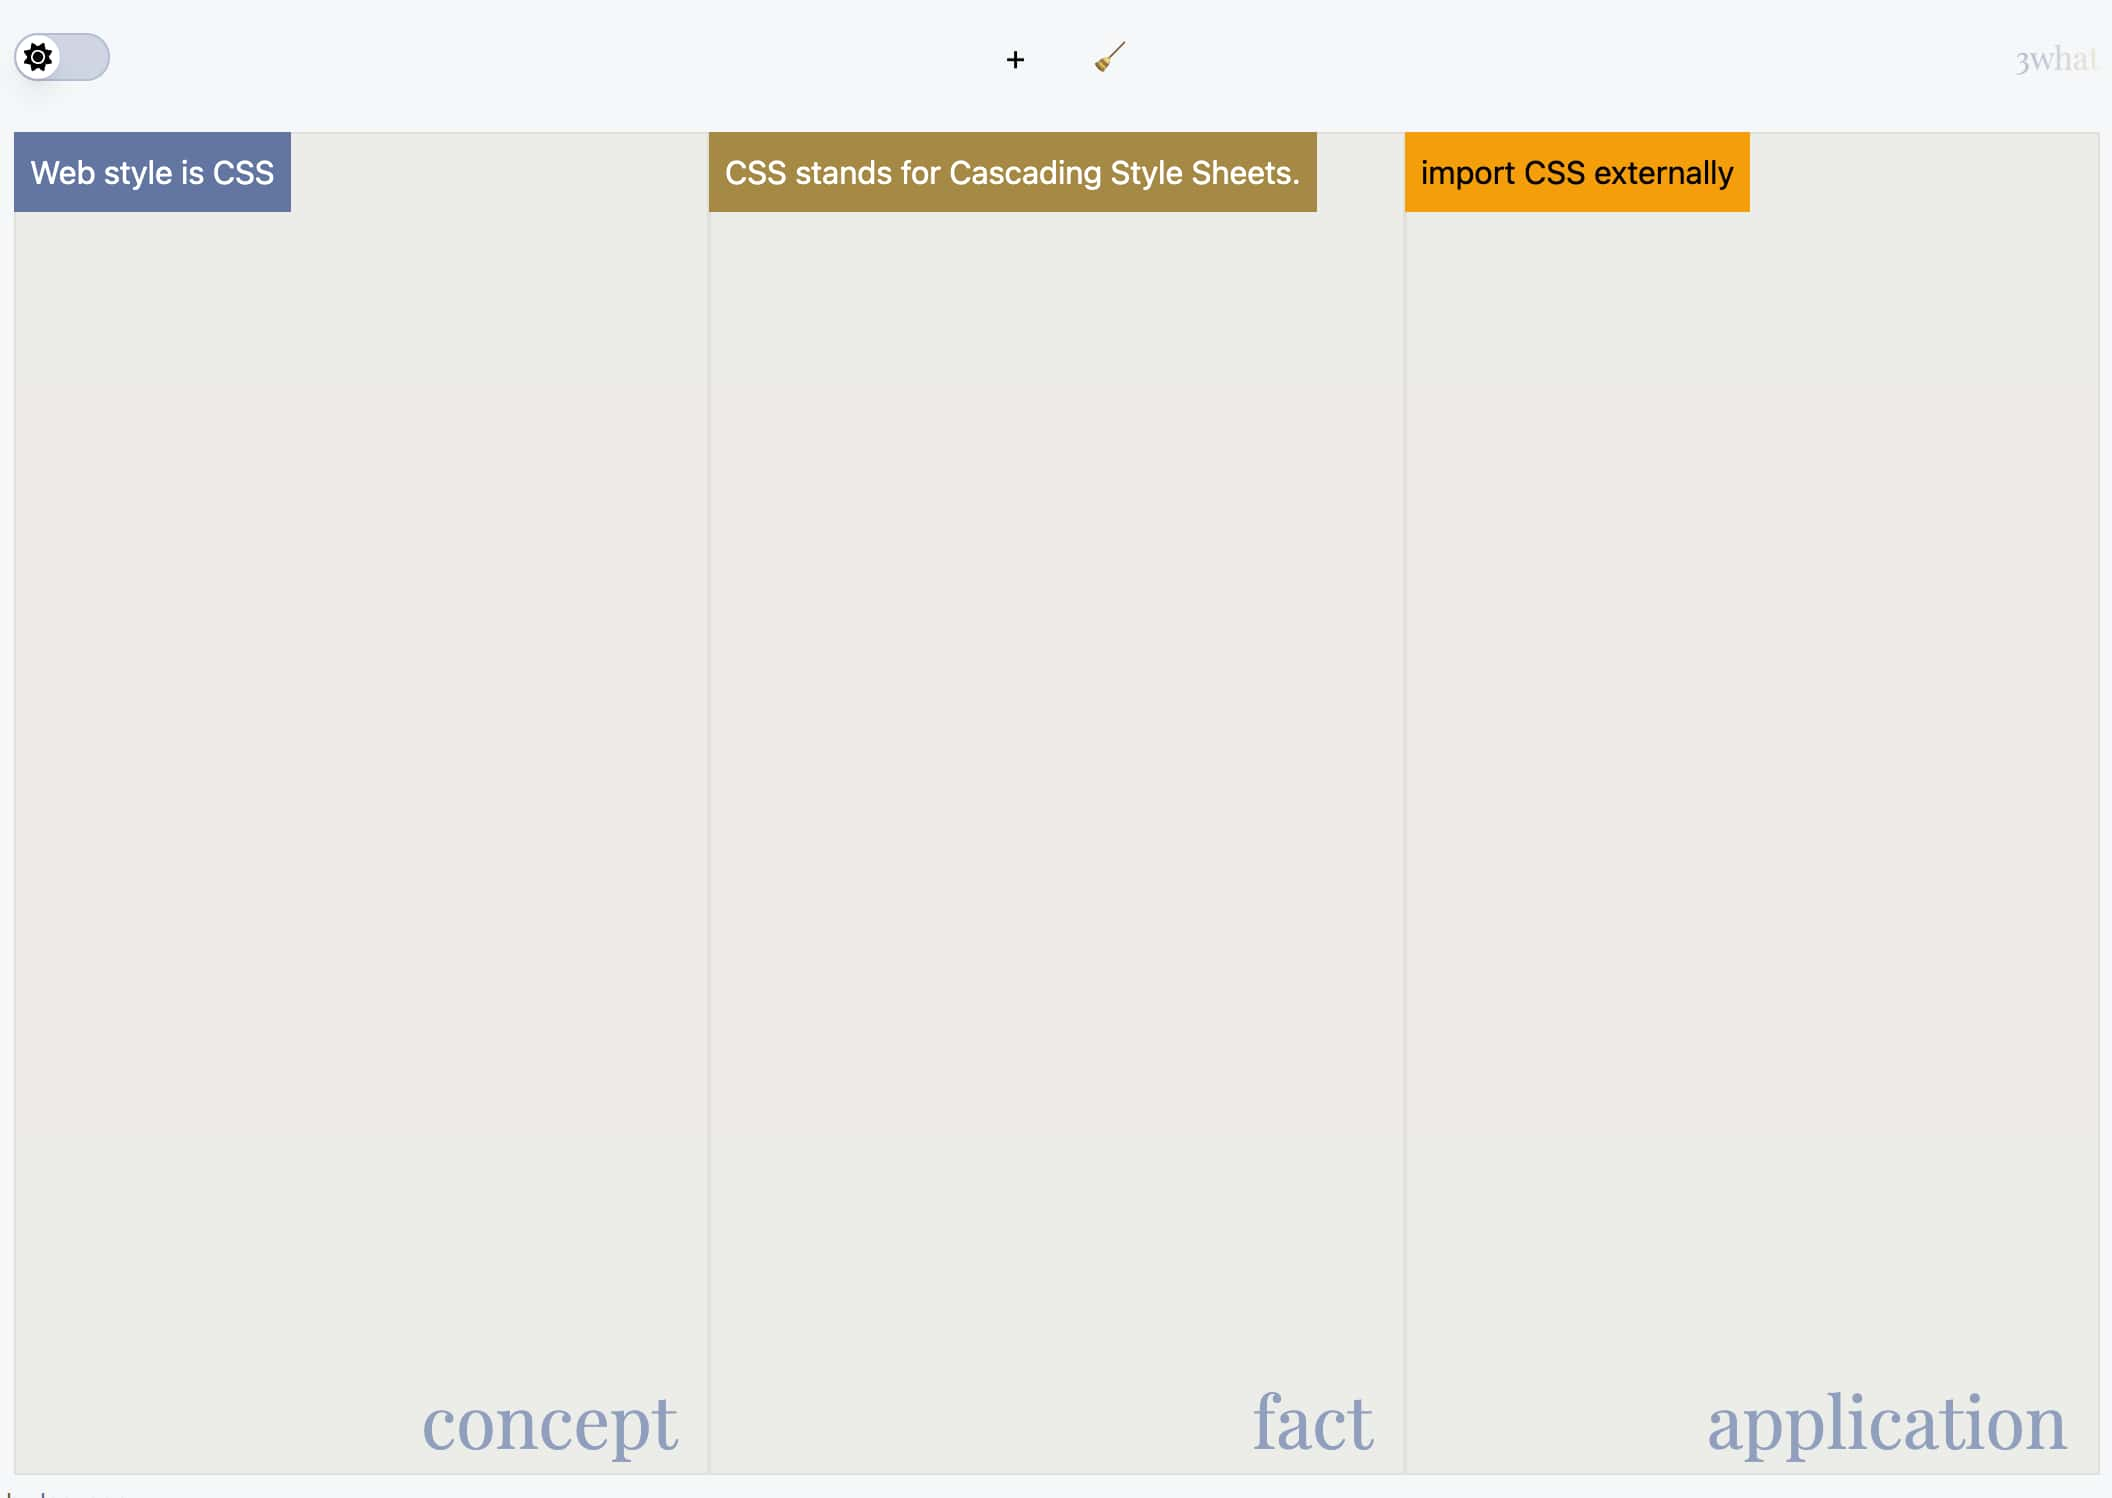 +
3what
Web style is CSS
CSS stands for Cascading Style Sheets.
import CSS externally
concept
fact
application